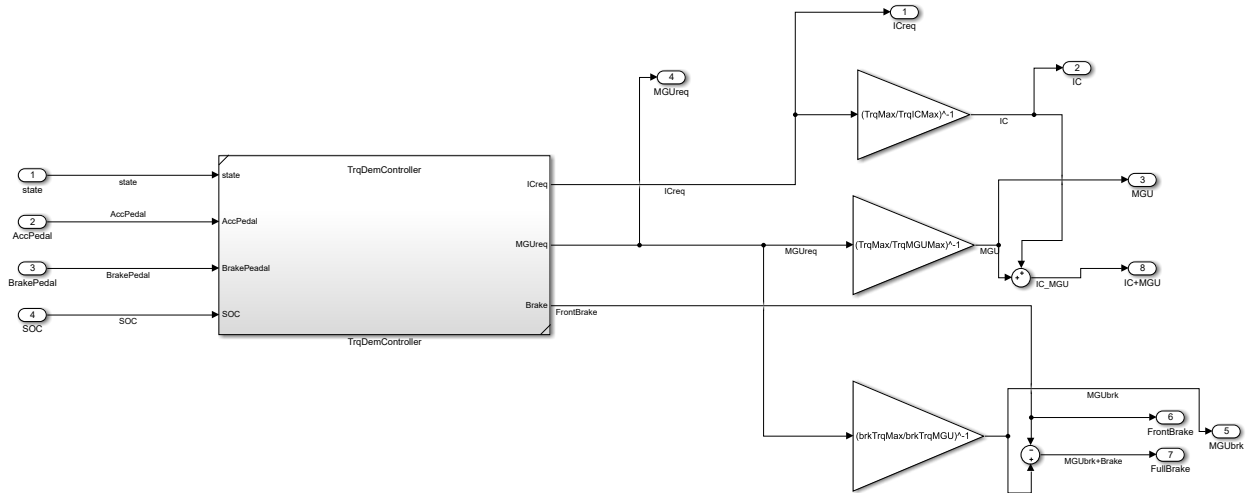 1
ICreq
2
IC
4
MGUreq
(TrqMax/TrqICMax)^-1
IC
1
state
state
TrqDemController
state
ICreq
ICreq
3
MGU
2
AccPedal
AccPedal
AccPedal
MGUreq
MGUreq
(TrqMax/TrqMGUMax)^-1
MGU
+
+
IC_MGU
8
IC+MGU
3
BrakePedal
BrakePedal
BrakePeadal
4
SOC
SOC
SOC
Brake
FrontBrake
TrqDemController
MGUbrk
(brkTrqMax/brkTrqMGU)^-1
6
FrontBrake
5
MGUbrk
−
+
MGUbrk+Brake
7
FullBrake